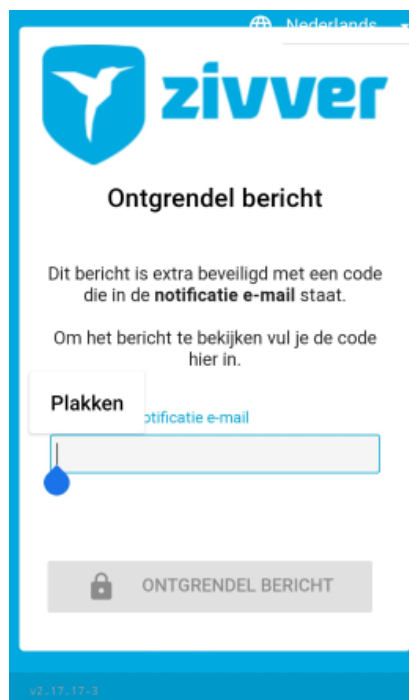 Nederlands
zivver
Ontgrendel bericht
Dit bericht is extra beveiligd met een code
die in de notificatie e-mail staat.
Om het bericht te bekijken vul je de code
hier in.
Plakken
otificatie e-mail
ONTGRENDEL BERICHT
v2.17.17-3